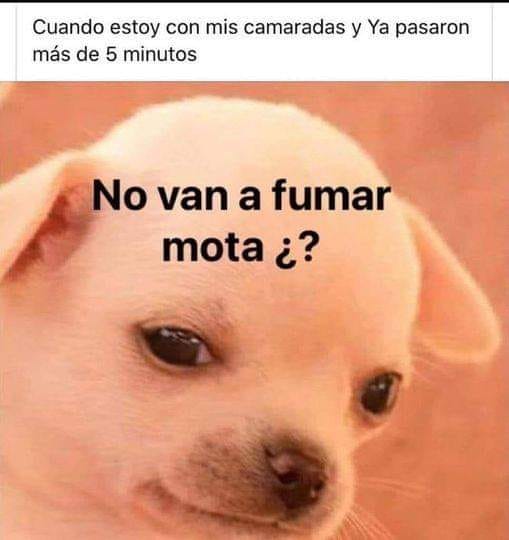 Cuando estoy con mis camaradas y Ya pasaron
más de 5 minutos
No van a fumar
mota ¿?